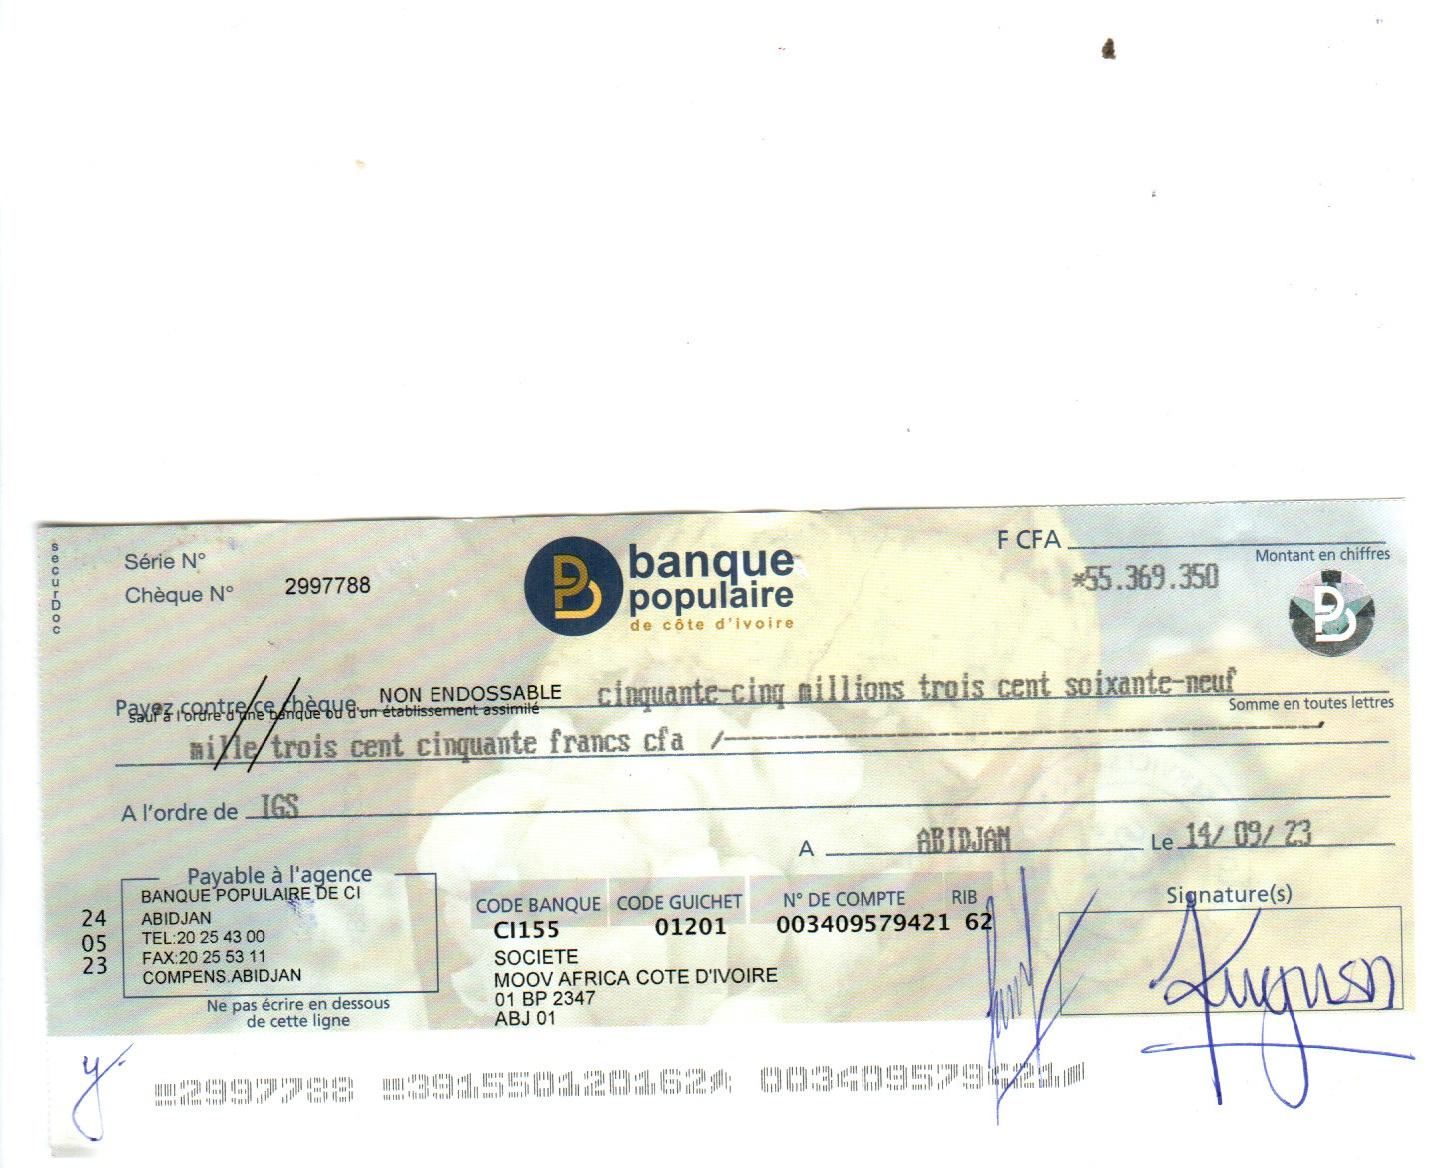 securDoc
Série N°
Chèque N° 2997788
banque
populaire
de côte d'ivoire
F CFA
Montant en chiffres
*55.369.350
Payez contre ce chèque NON ENDOSSABLE cinquante-cinq millions trois cent soixante-neuf
sauf à l'ordre d'une banque ou d'un établissement assimilé
Somme en toutes lettres
mille trois cent cinquante francs cfa /
A l'ordre de IGS
A ABIDJAN Le 14/ 09/ 23
Payable à l'agence
BANQUE POPULAIRE DE CI
ABIDJAN
TEL:20 25 43 00
FAX:20 25 53 11
COMPENS.ABIDJAN
24
05
23
Ne pas écrire en dessous
de cette ligne
CODE BANQUE CODE GUICHET N° DE COMPTE RIB
CI155 01201 003409579421 62
SOCIETE
MOOV AFRICA COTE D'IVOIRE
01 BP 2347
ABJ 01
Signature(s)
2997788 391550120162 003409579421